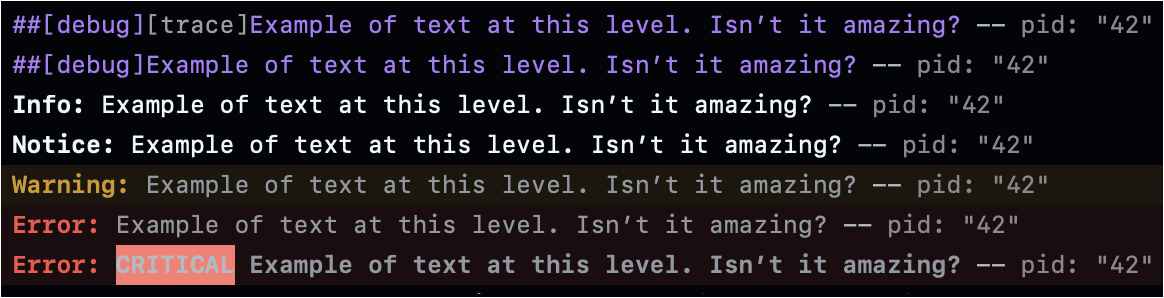 ##[debug][trace]Example of text at this level. Isn’t it amazing? –– pid: "42"
##[debug]Example of text at this level. Isn’t it amazing? –– pid: "42"
Info: Example of text at this level. Isn’t it amazing? –– pid: "42"
Notice: Example of text at this level. Isn’t it amazing? –– pid: "42"
Warning: Example of text at this level. Isn’t it amazing? –– pid: "42"
Error: Example of text at this level. Isn’t it amazing? –– pid: "42"
Error: CRITICAL Example of text at this level. Isn’t it amazing? –– pid: "42"